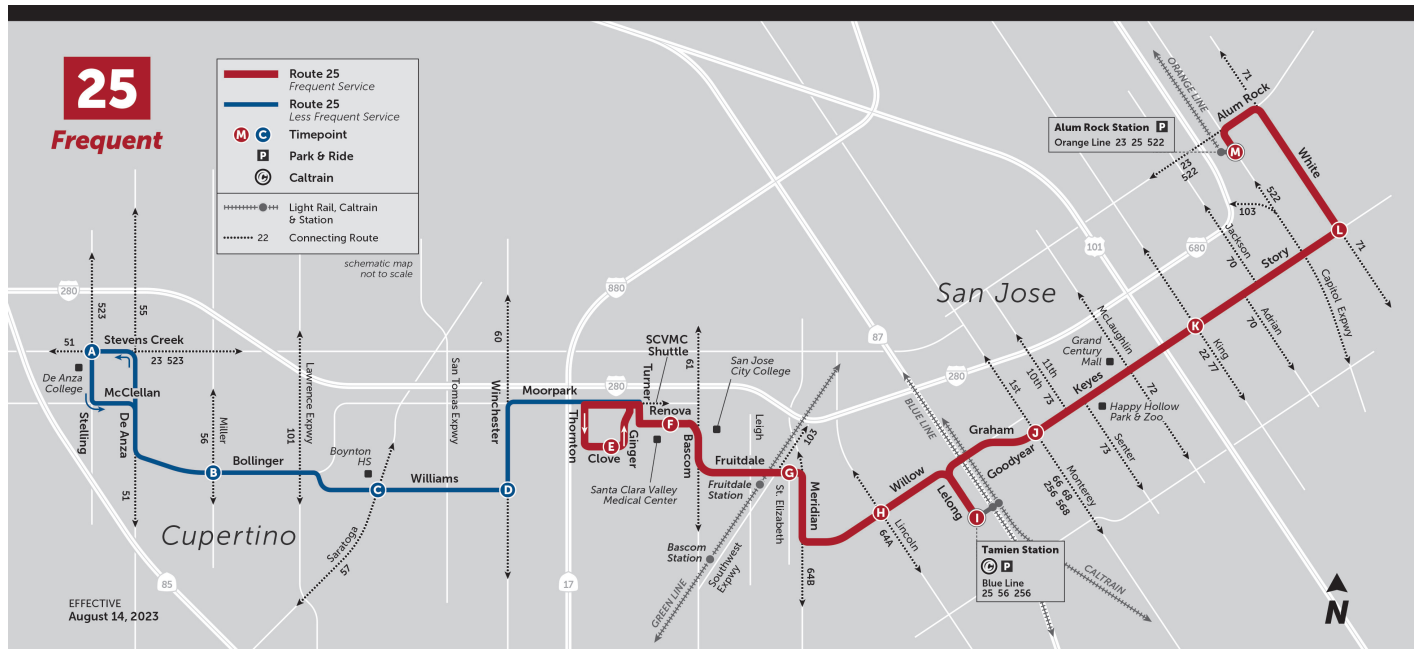 25
Frequent
Route 25
Frequent Service
Route 25
Less Frequent Service
M C Timepoint
P Park & Ride
C Caltrain
Light Rail, Caltrain
& Station
22 Connecting Route
schematic map
not to scale
280
523
55
51
A
Stevens Creek
23 523
De Anza
College
McClellan
Stelling
De Anza
51
Miller
56
B
Bollinger
Lawrence Expwy
101
Boynton
HS
C
Williams
Saratoga
57
San Tomas Expwy
Cupertino
85
EFFECTIVE
August 14, 2023
60
Winchester
D
Moorpark
880
280
17
Thornton
E
Clove
Ginger
Turner
SCVMC
Shuttle
Renova
F
61
Bascom
Santa Clara Valley
Medical Center
San Jose
City College
Leigh
Fruitdale
Fruitdale
Station
103
G
St. Elizabeth
Meridian
64B
Bascom
Station
Southwest
Expwy
GREEN LINE
San Jose
87
BLUE LINE
280
H
Willow
Lincoln
64A
Lelong
I
Tamien Station
C P
Blue Line
25 56 256
CALTRAIN
Graham
Goodyear
J
1st
10th
11th
73
Monterey
66 68
256 568
Senter
73
Keyes
McLaughlin
72
Grand
Century
Mall
Happy Hollow
Park & Zoo
101
680
K
King
22 77
Jackson
70
Adrian
70
Story
Capitol Expwy
522
103
L
71
White
Alum Rock
71
ORANGE LINE
Alum Rock Station P
Orange Line 23 25 522
M
23
522
N